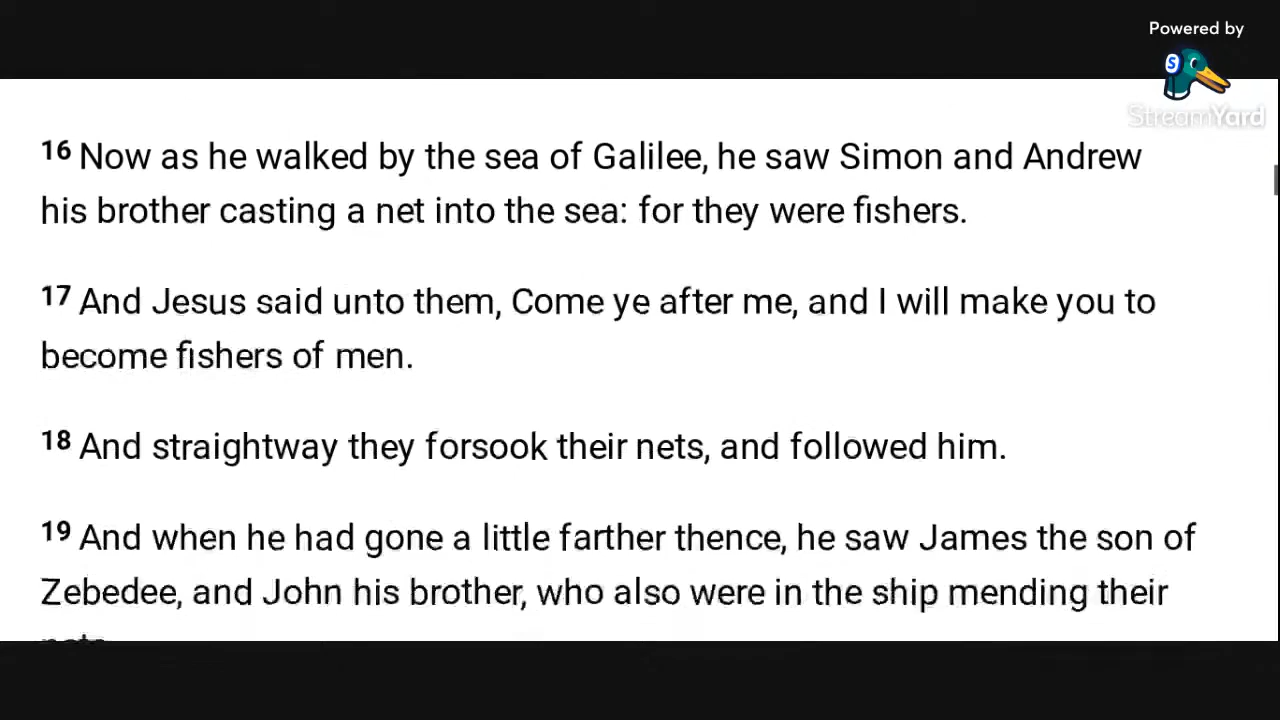 Powered by
S
StreamYard
16 Now as he walked by the sea of Galilee, he saw Simon and Andrew
his brother casting a net into the sea: for they were fishers.
17 And Jesus said unto them, Come ye after me, and I will make you to
become fishers of men.
18 And straightway they forsook their nets, and followed him.
19 And when he had gone a little farther thence, he saw James the son of
Zebedee, and John his brother, who also were in the ship mending their